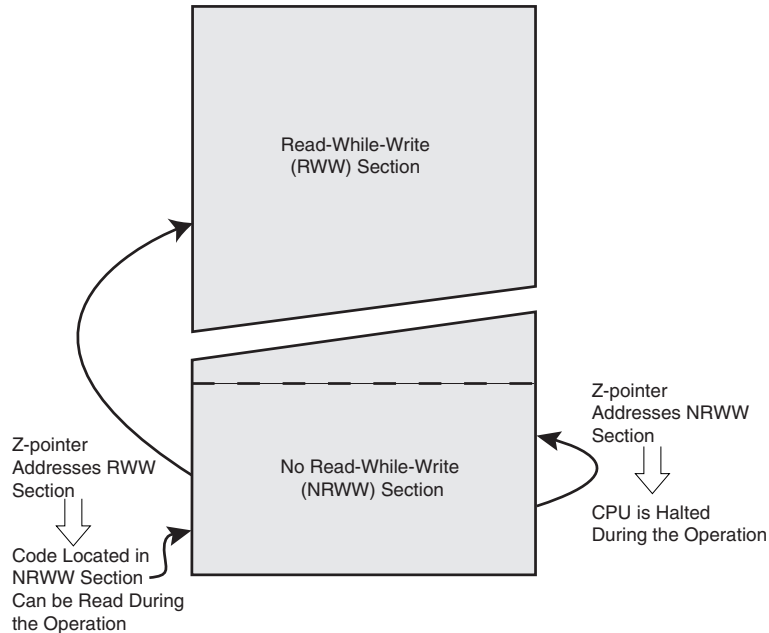 Read-While-Write
(RWW) Section
Z-pointer
Addresses NRWW
Section
Z-pointer
Addresses RWW
Section
No Read-While-Write
(NRWW) Section
CPU is Halted
During the Operation
Code Located in
NRWW Section
Can be Read During
the Operation